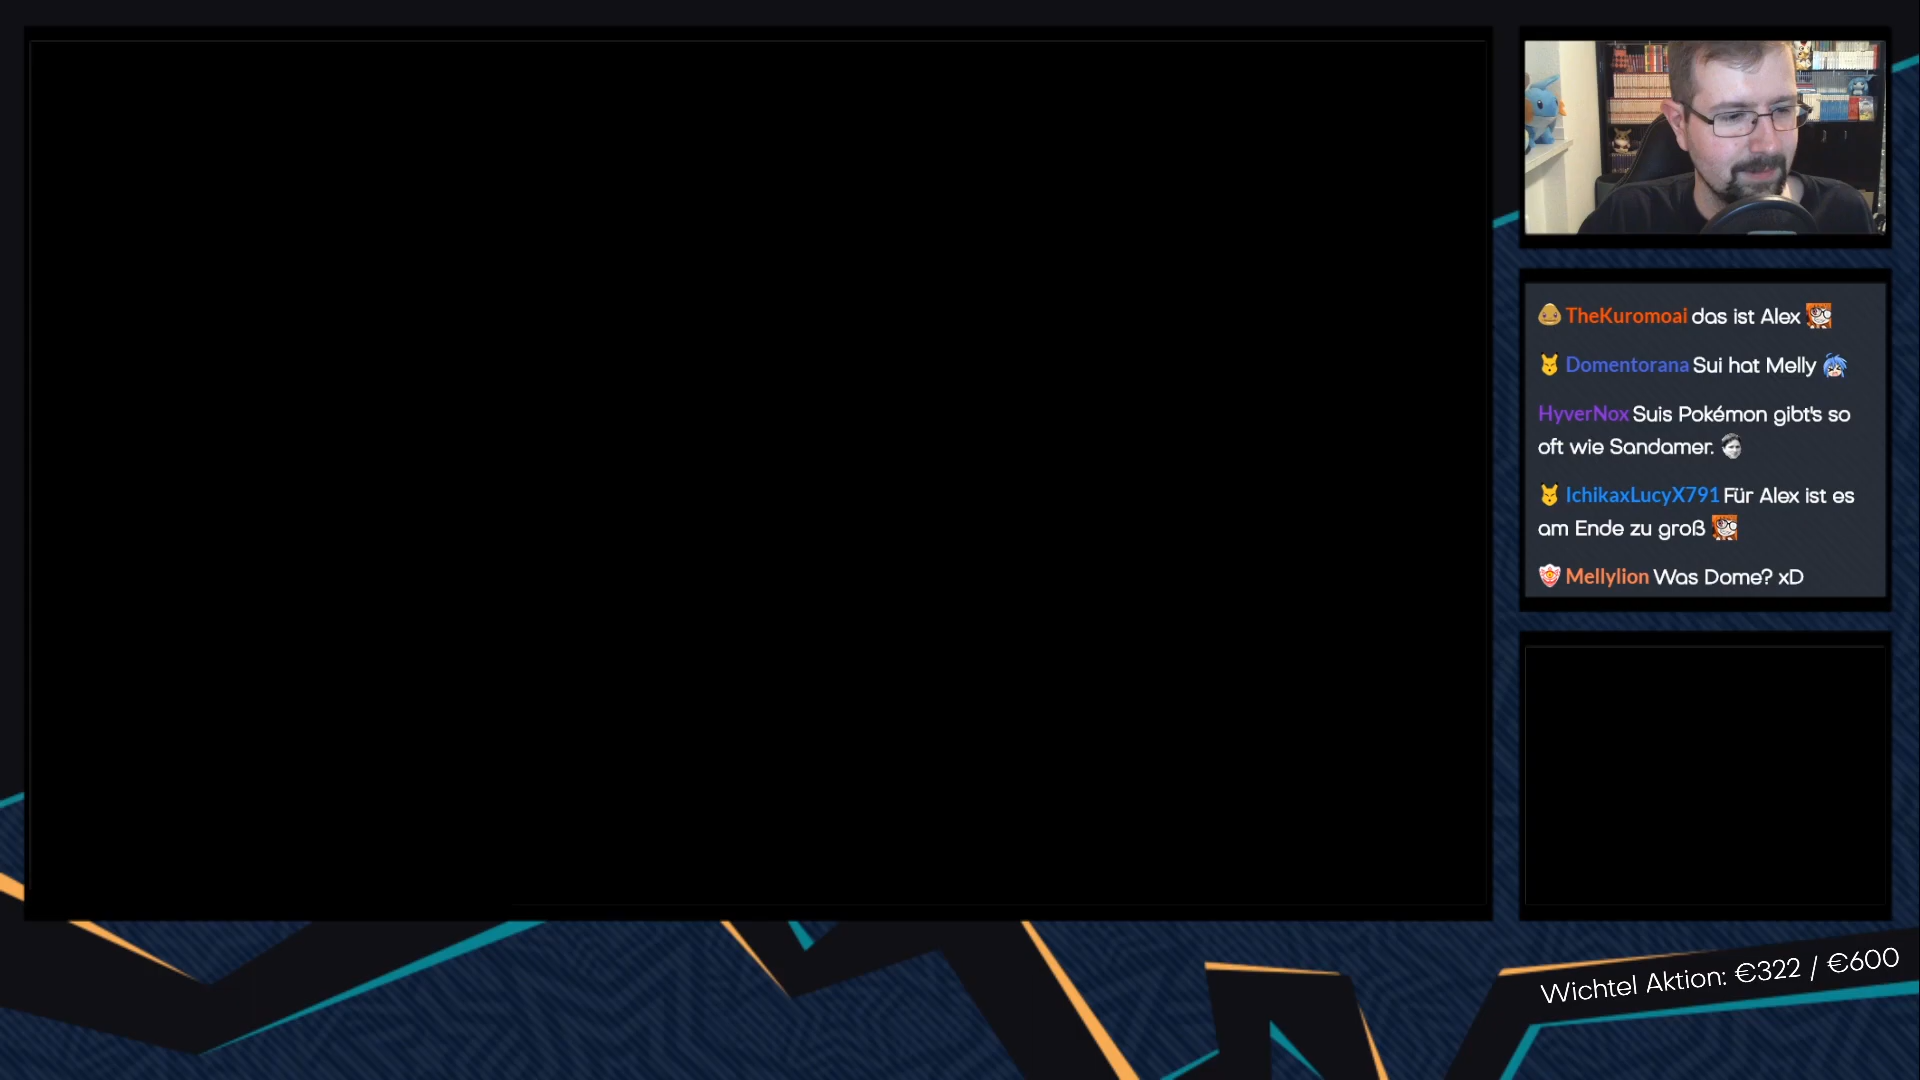 TheKuromoai das ist Alex
Domentorana Sui hat Melly
HyverNox Suis Pokémon gibt's so
oft wie Sandamer.
IchikaxLucyX791 Für Alex ist es
am Ende zu groß
Mellylion Was Dome? xD
Wichtel Aktion: €322 / €600